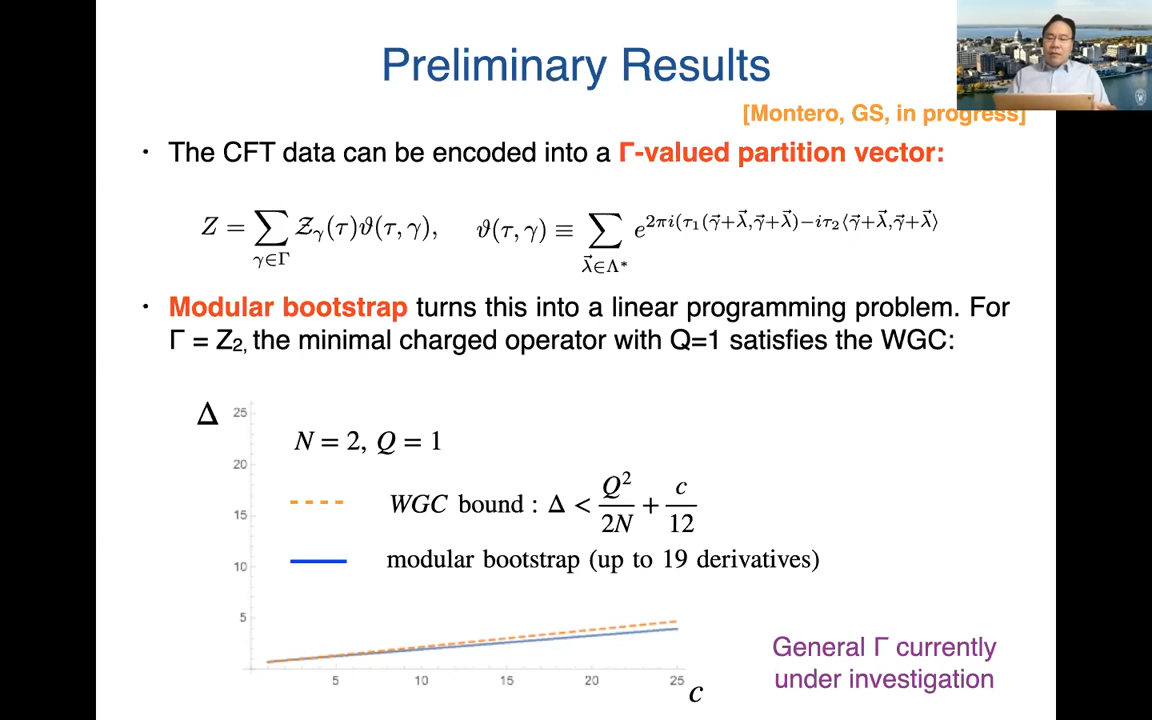 Preliminary Results
[Montero, GS, in progress]
· The CFT data can be encoded into a Γ-valued partition vector:
Z = ∑_{γ∈Γ} 𝒵_γ(τ)ϑ(τ, γ),   ϑ(τ, γ) ≡ ∑_{λ⃗∈Λ*} e^{2πi(τ₁(γ⃗+λ⃗,γ⃗+λ⃗)−iτ₂⟨γ⃗+λ⃗,γ⃗+λ⃗⟩}
· Modular bootstrap turns this into a linear programming problem. For
Γ = Z₂, the minimal charged operator with Q=1 satisfies the WGC:
Δ
25
20
15
10
5
N = 2, Q = 1
WGC bound : Δ < Q²/2N + c/12
modular bootstrap (up to 19 derivatives)
5 10 15 20 25
c
General Γ currently
under investigation